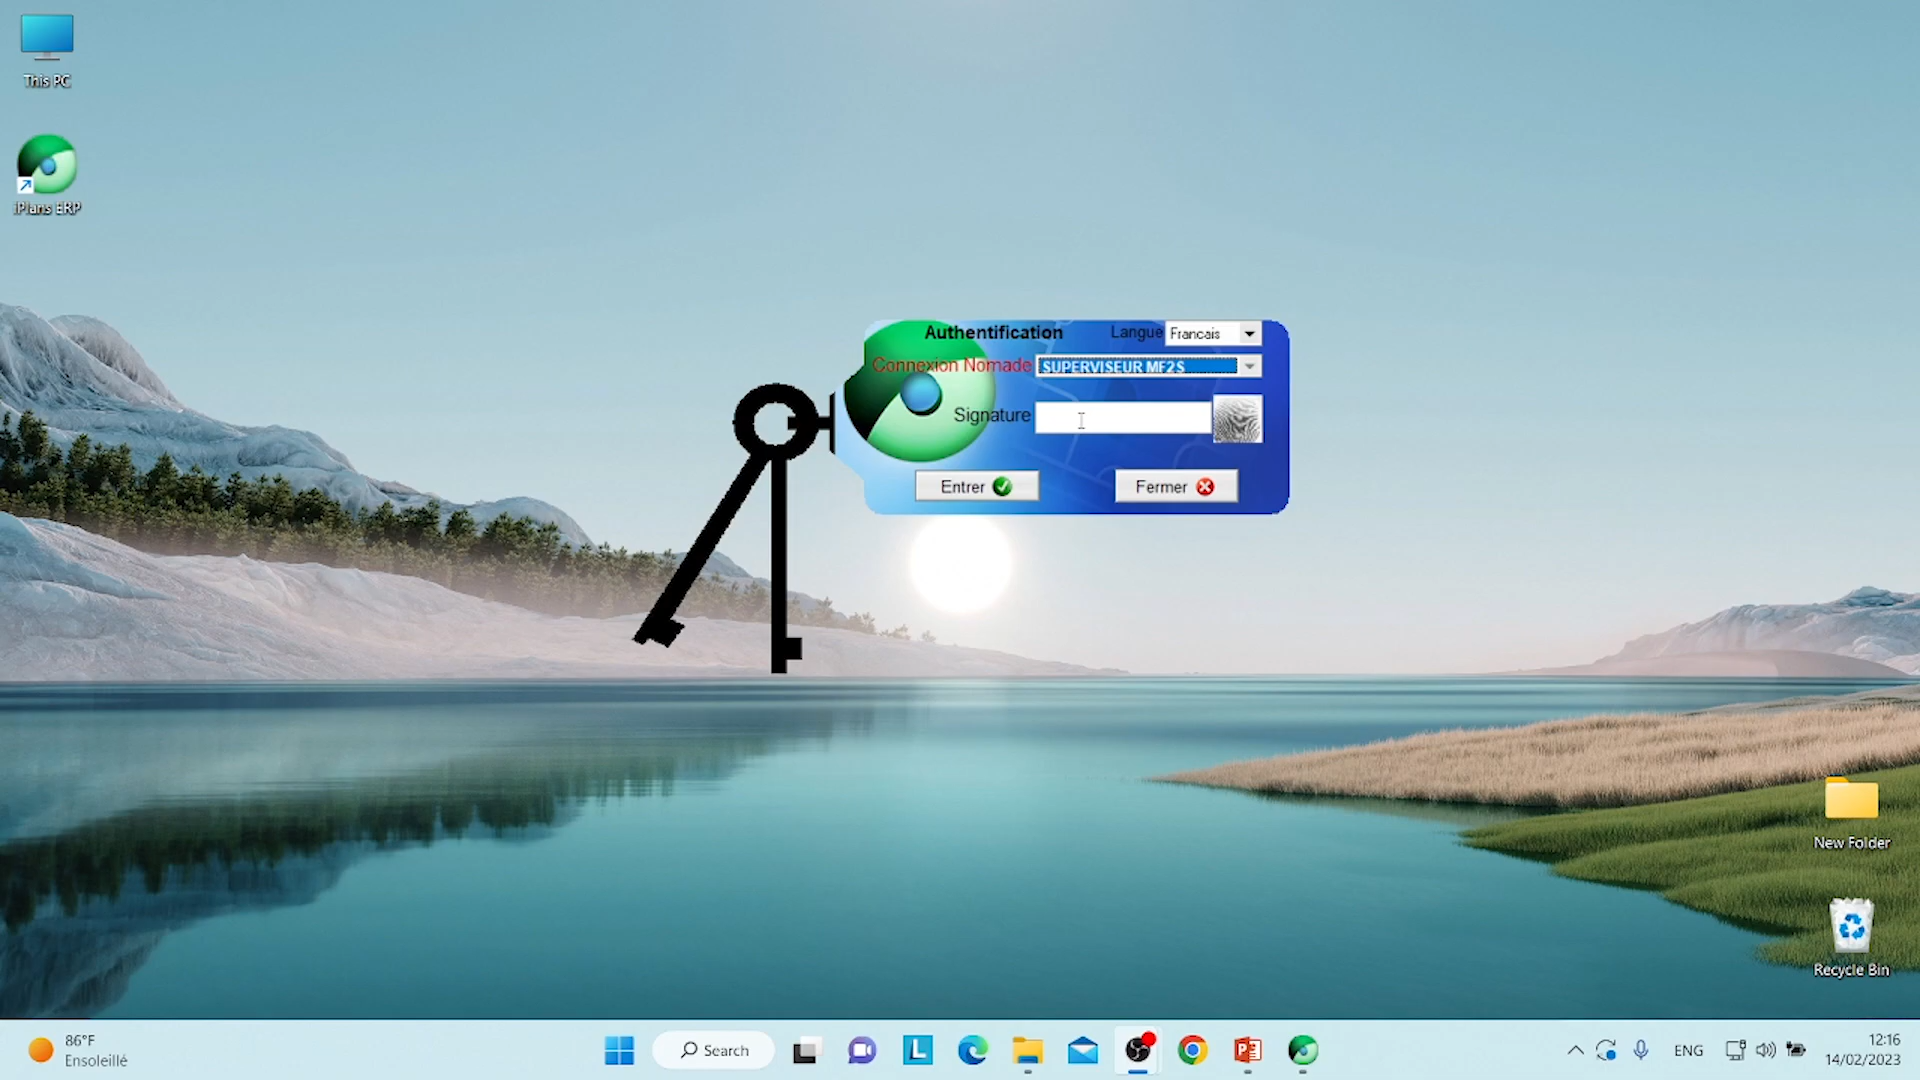 This PC
iPlans ERP
Authentification
Langue
Francais
Connexion Nomade
SUPERVISEUR MF2S
Signature
Entrer
Fermer
New Folder
Recycle Bin
86°F
Ensoleillé
Search
ENG
12:16
14/02/2023